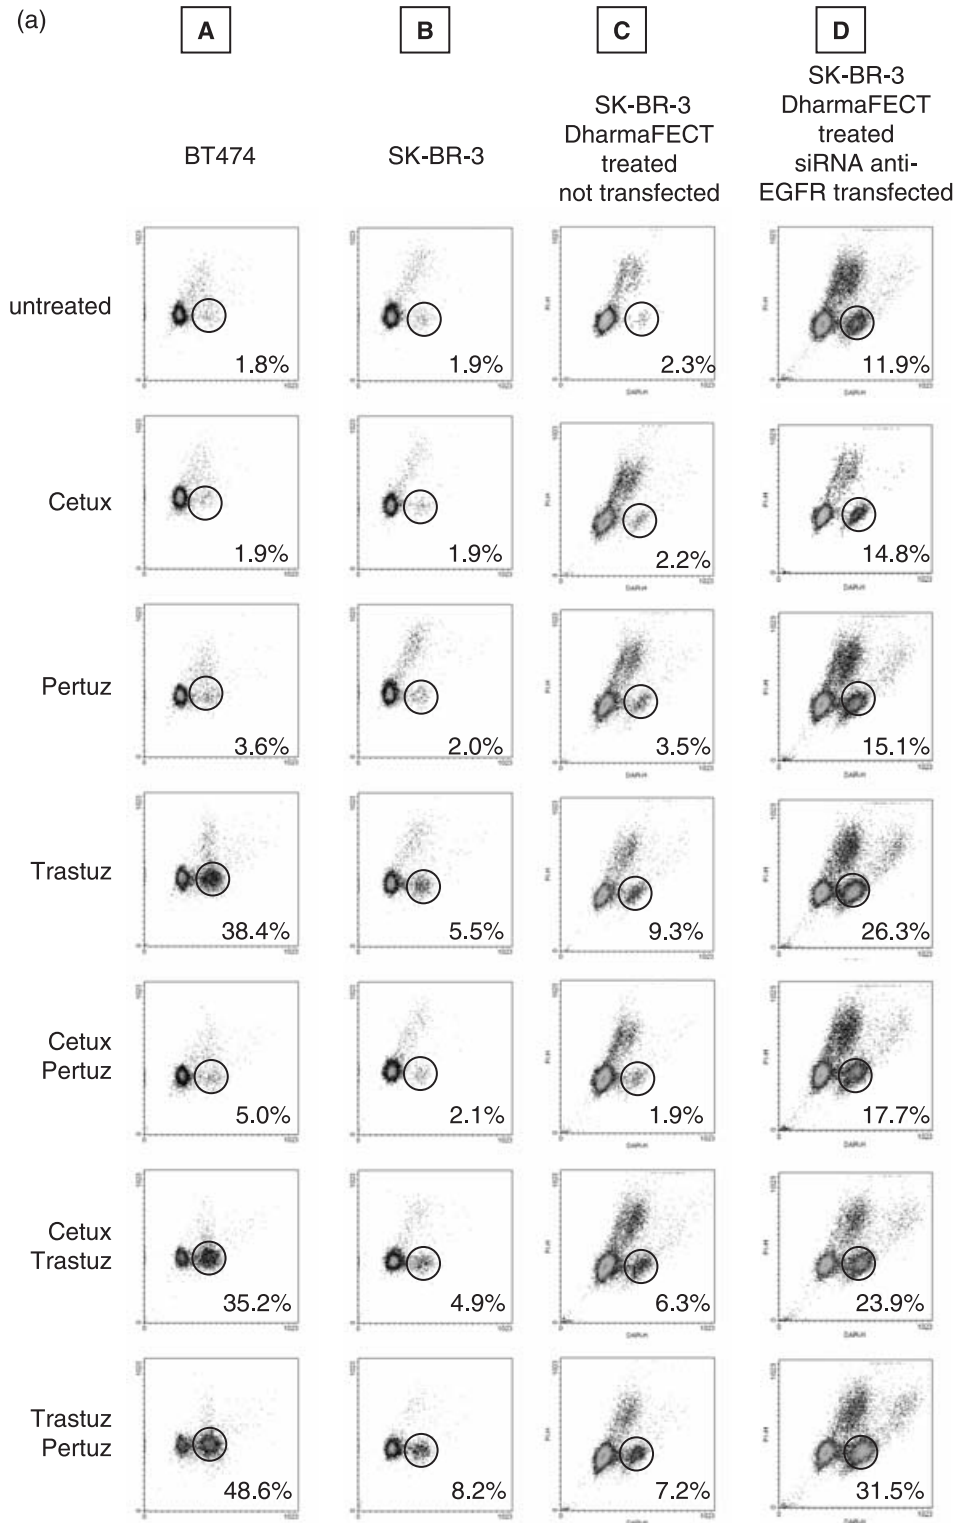 (a)
A
B
C
D
BT474
SK-BR-3
SK-BR-3
DharmaFECT
treated
not transfected
SK-BR-3
DharmaFECT
treated
siRNA anti-
EGFR transfected
untreated
1.8%
1.9%
2.3%
11.9%
Cetux
1.9%
1.9%
2.2%
14.8%
Pertuz
3.6%
2.0%
3.5%
15.1%
Trastuz
38.4%
5.5%
9.3%
26.3%
Cetux
Pertuz
5.0%
2.1%
1.9%
17.7%
Cetux
Trastuz
35.2%
4.9%
6.3%
23.9%
Trastuz
Pertuz
48.6%
8.2%
7.2%
31.5%